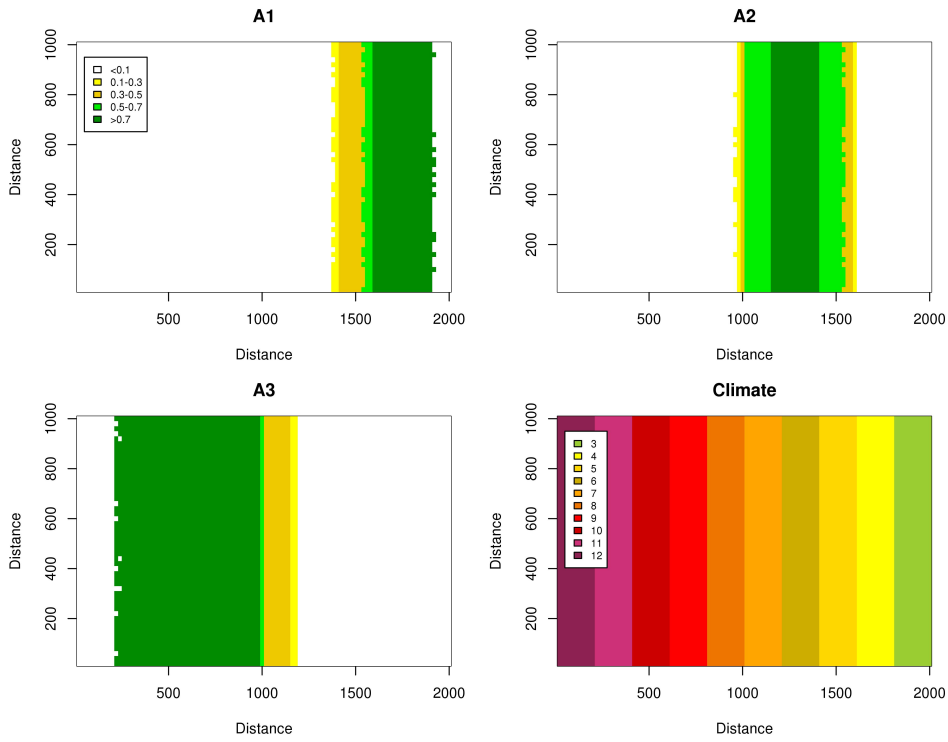 A1
Distance
200 400 600 800 1000
<0.1
0.1-0.3
0.3-0.5
0.5-0.7
>0.7
500 1000 1500 2000
Distance
A2
Distance
200 400 600 800 1000
500 1000 1500 2000
Distance
A3
Distance
200 400 600 800 1000
500 1000 1500 2000
Distance
Climate
Distance
200 400 600 800 1000
3
4
5
6
7
8
9
10
11
12
500 1000 1500 2000
Distance